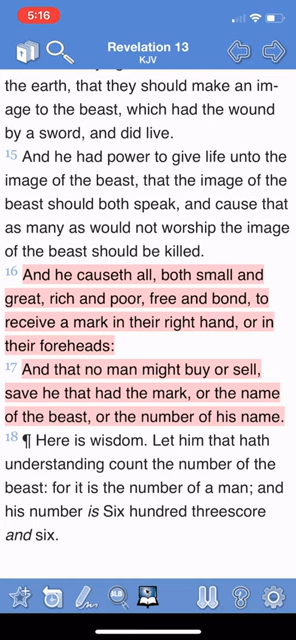 5:16
Revelation 13
KJV
the earth, that they should make an im-
age to the beast, which had the wound
by a sword, and did live.
15 And he had power to give life unto the
image of the beast, that the image of the
beast should both speak, and cause that
as many as would not worship the image
of the beast should be killed.
16 And he causeth all, both small and
great, rich and poor, free and bond, to
receive a mark in their right hand, or in
their foreheads:
17 And that no man might buy or sell,
save he that had the mark, or the name
of the beast, or the number of his name.
18 ¶ Here is wisdom. Let him that hath
understanding count the number of the
beast: for it is the number of a man; and
his number is Six hundred threescore
and six.